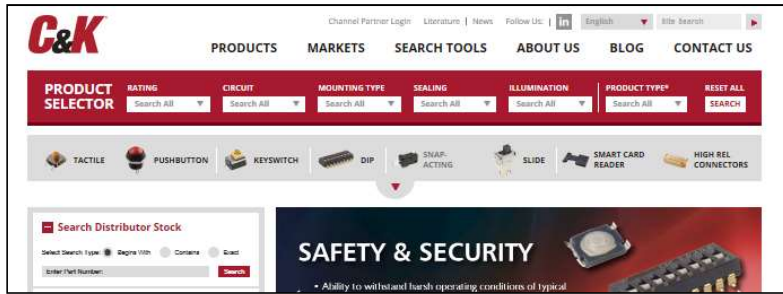 C&K
Channel Partner Login Literature | News Follow Us: | in English Site Search
PRODUCTS MARKETS SEARCH TOOLS ABOUT US BLOG CONTACT US
PRODUCT SELECTOR
RATING CIRCUIT MOUNTING TYPE SEALING ILLUMINATION PRODUCT TYPE* RESET ALL
Search All Search All Search All Search All Search All Search All SEARCH
TACTILE PUSHBUTTON KEYSWITCH DIP SNAP-
ACTING SLIDE SMART CARD
READER HIGH REL
CONNECTORS
Search Distributor Stock
Select Search Type: Begins With Contains Exact
Enter Part Number: Search
SAFETY & SECURITY
• Ability to withstand harsh operating conditions of typical